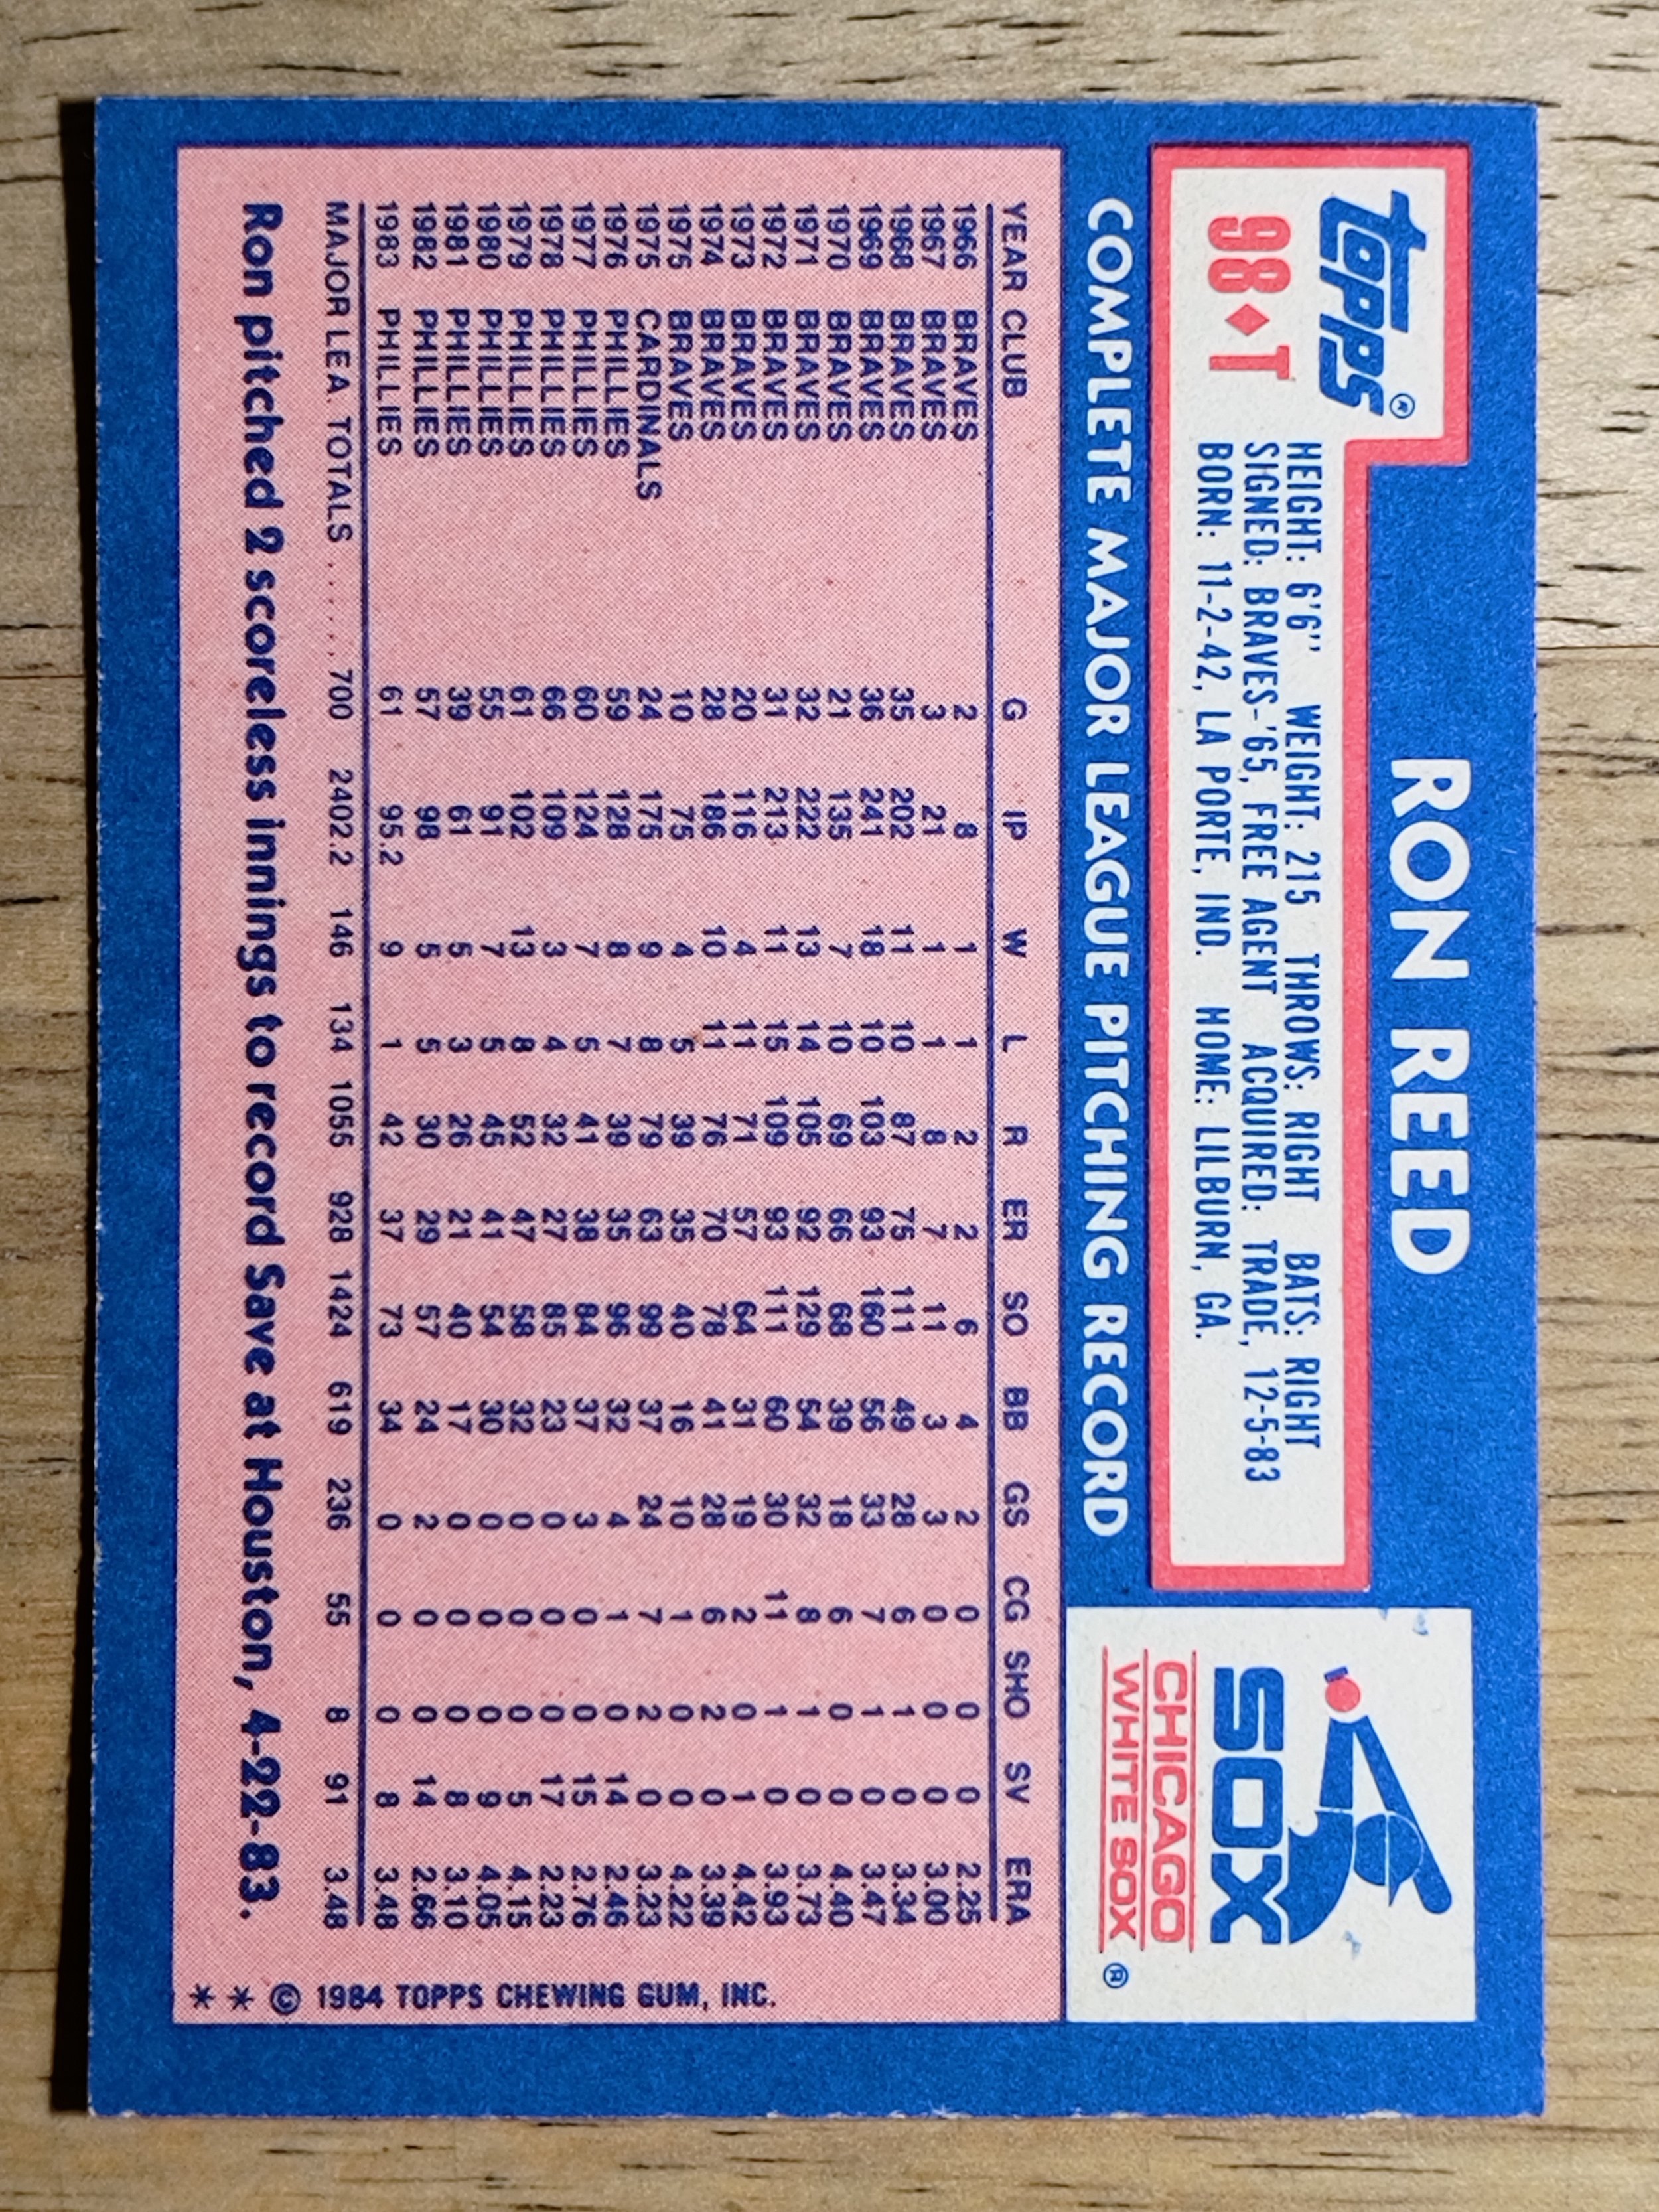 topps®
98♦T
RON REED
HEIGHT: 6'6" WEIGHT: 215 THROWS: RIGHT BATS: RIGHT
SIGNED: BRAVES-'65, FREE AGENT ACQUIRED: TRADE, 12-5-83
BORN: 11-2-42, LA PORTE, IND. HOME: LILBURN, GA.
SOX
CHICAGO
WHITE SOX ®
COMPLETE MAJOR LEAGUE PITCHING RECORD
YEAR CLUB G IP W L R ER SO BB GS CG SHO SV ERA
1966 BRAVES 2 8 1 1 2 2 6 4 2 0 0 0 2.25
1967 BRAVES 3 21 1 1 8 7 11 3 3 0 0 0 3.00
1968 BRAVES 35 202 11 10 87 75 111 49 28 6 1 0 3.34
1969 BRAVES 36 241 18 10 103 93 160 56 33 7 1 0 3.47
1970 BRAVES 21 135 7 10 69 66 68 39 18 6 0 0 4.40
1971 BRAVES 32 222 13 14 105 92 129 54 32 8 1 0 3.73
1972 BRAVES 31 213 11 15 109 93 111 60 30 11 1 0 3.93
1973 BRAVES 20 116 4 11 71 57 64 31 19 2 0 1 4.42
1974 BRAVES 28 186 10 11 76 70 78 41 28 6 2 0 3.39
1975 BRAVES 10 75 4 5 39 35 40 16 10 1 0 0 4.22
1975 CARDINALS 24 175 9 8 79 63 99 37 24 7 2 0 3.23
1976 PHILLIES 59 128 8 7 39 35 96 32 4 1 0 14 2.46
1977 PHILLIES 60 124 7 5 41 38 84 37 3 0 0 15 2.76
1978 PHILLIES 66 109 3 4 32 27 85 23 0 0 0 17 2.23
1979 PHILLIES 61 102 13 8 52 47 58 32 0 0 0 5 4.15
1980 PHILLIES 55 91 7 5 45 41 54 30 0 0 0 9 4.05
1981 PHILLIES 39 61 5 3 26 21 40 17 0 0 0 8 3.10
1982 PHILLIES 57 98 5 5 30 29 57 24 2 0 0 14 2.66
1983 PHILLIES 61 95.2 9 1 42 37 73 34 0 0 0 8 3.48
MAJOR LEA. TOTALS ...... 700 2402.2 146 134 1055 928 1424 619 236 55 8 91 3.48
Ron pitched 2 scoreless innings to record Save at Houston, 4-22-83.
* * © 1984 TOPPS CHEWING GUM, INC.